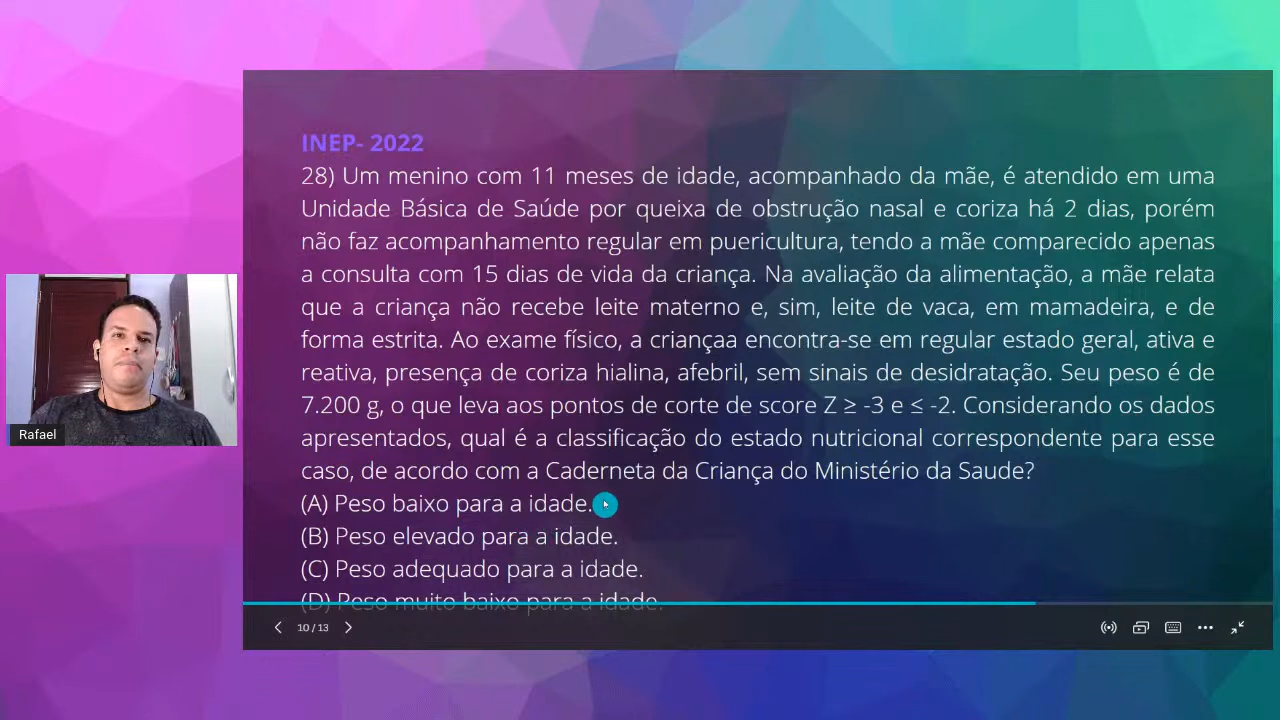 INEP- 2022
28) Um menino com 11 meses de idade, acompanhado da mãe, é atendido em uma
Unidade Básica de Saúde por queixa de obstrução nasal e coriza há 2 dias, porém
não faz acompanhamento regular em puericultura, tendo a mãe comparecido apenas
a consulta com 15 dias de vida da criança. Na avaliação da alimentação, a mãe relata
que a criança não recebe leite materno e, sim, leite de vaca, em mamadeira, e de
forma estrita. Ao exame físico, a criançaa encontra-se em regular estado geral, ativa e
reativa, presença de coriza hialina, afebril, sem sinais de desidratação. Seu peso é de
7.200 g, o que leva aos pontos de corte de score Z ≥ -3 e ≤ -2. Considerando os dados
apresentados, qual é a classificação do estado nutricional correspondente para esse
caso, de acordo com a Caderneta da Criança do Ministério da Saude?
(A) Peso baixo para a idade.
(B) Peso elevado para a idade.
(C) Peso adequado para a idade.
(D) Peso muito baixo para a idade.
10 / 13
Rafael